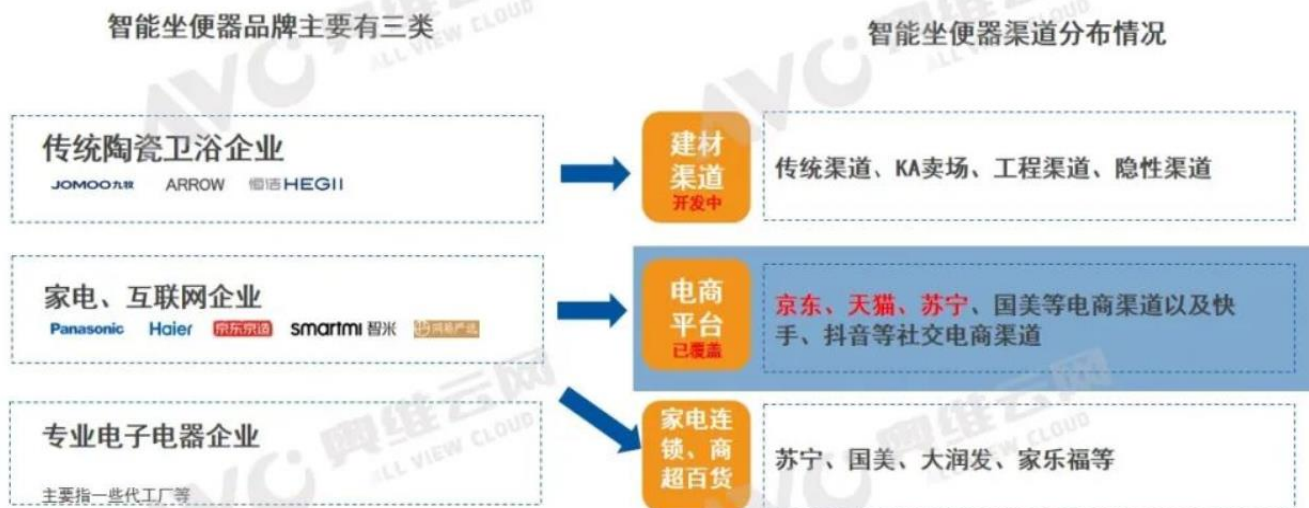 智能坐便器品牌主要有三类
智能坐便器渠道分布情况
传统陶瓷卫浴企业
JOMOO九牧 ARROW 恒洁HEGII
建材
渠道
开发中
传统渠道、KA卖场、工程渠道、隐性渠道
家电、互联网企业
Panasonic Haier 京东京造 smartmi 智米 网易严选
电商
平台
已覆盖
京东、天猫、苏宁、国美等电商渠道以及快
手、抖音等社交电商渠道
专业电子电器企业
主要指一些代工厂等
家电连
锁、商
超百货
苏宁、国美、大润发、家乐福等
AVC 奥维云网
ALL VIEW CLOUD